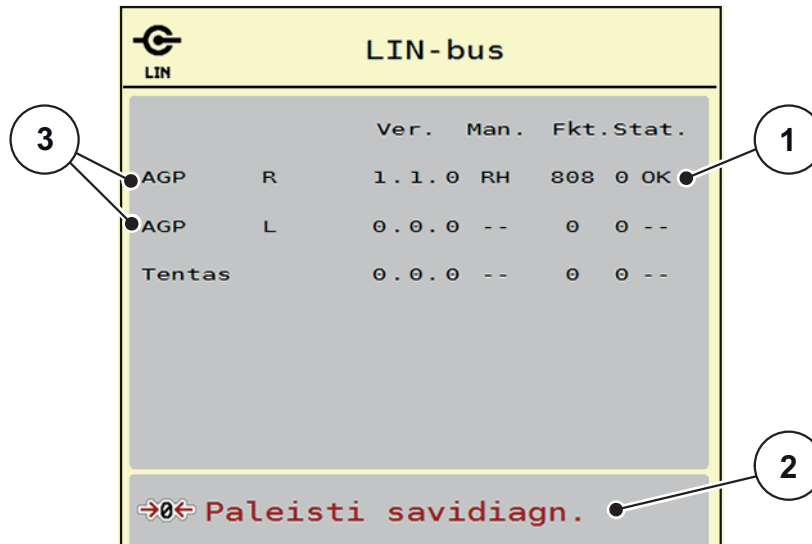 LIN
LIN-bus
Ver. Man. Fkt.Stat.
AGP R 1.1.0 RH 808 0 OK
AGP L 0.0.0 -- 0 0 --
Tentas 0.0.0 -- 0 0 --
→0← Paleisti savidiagn.
3
1
2